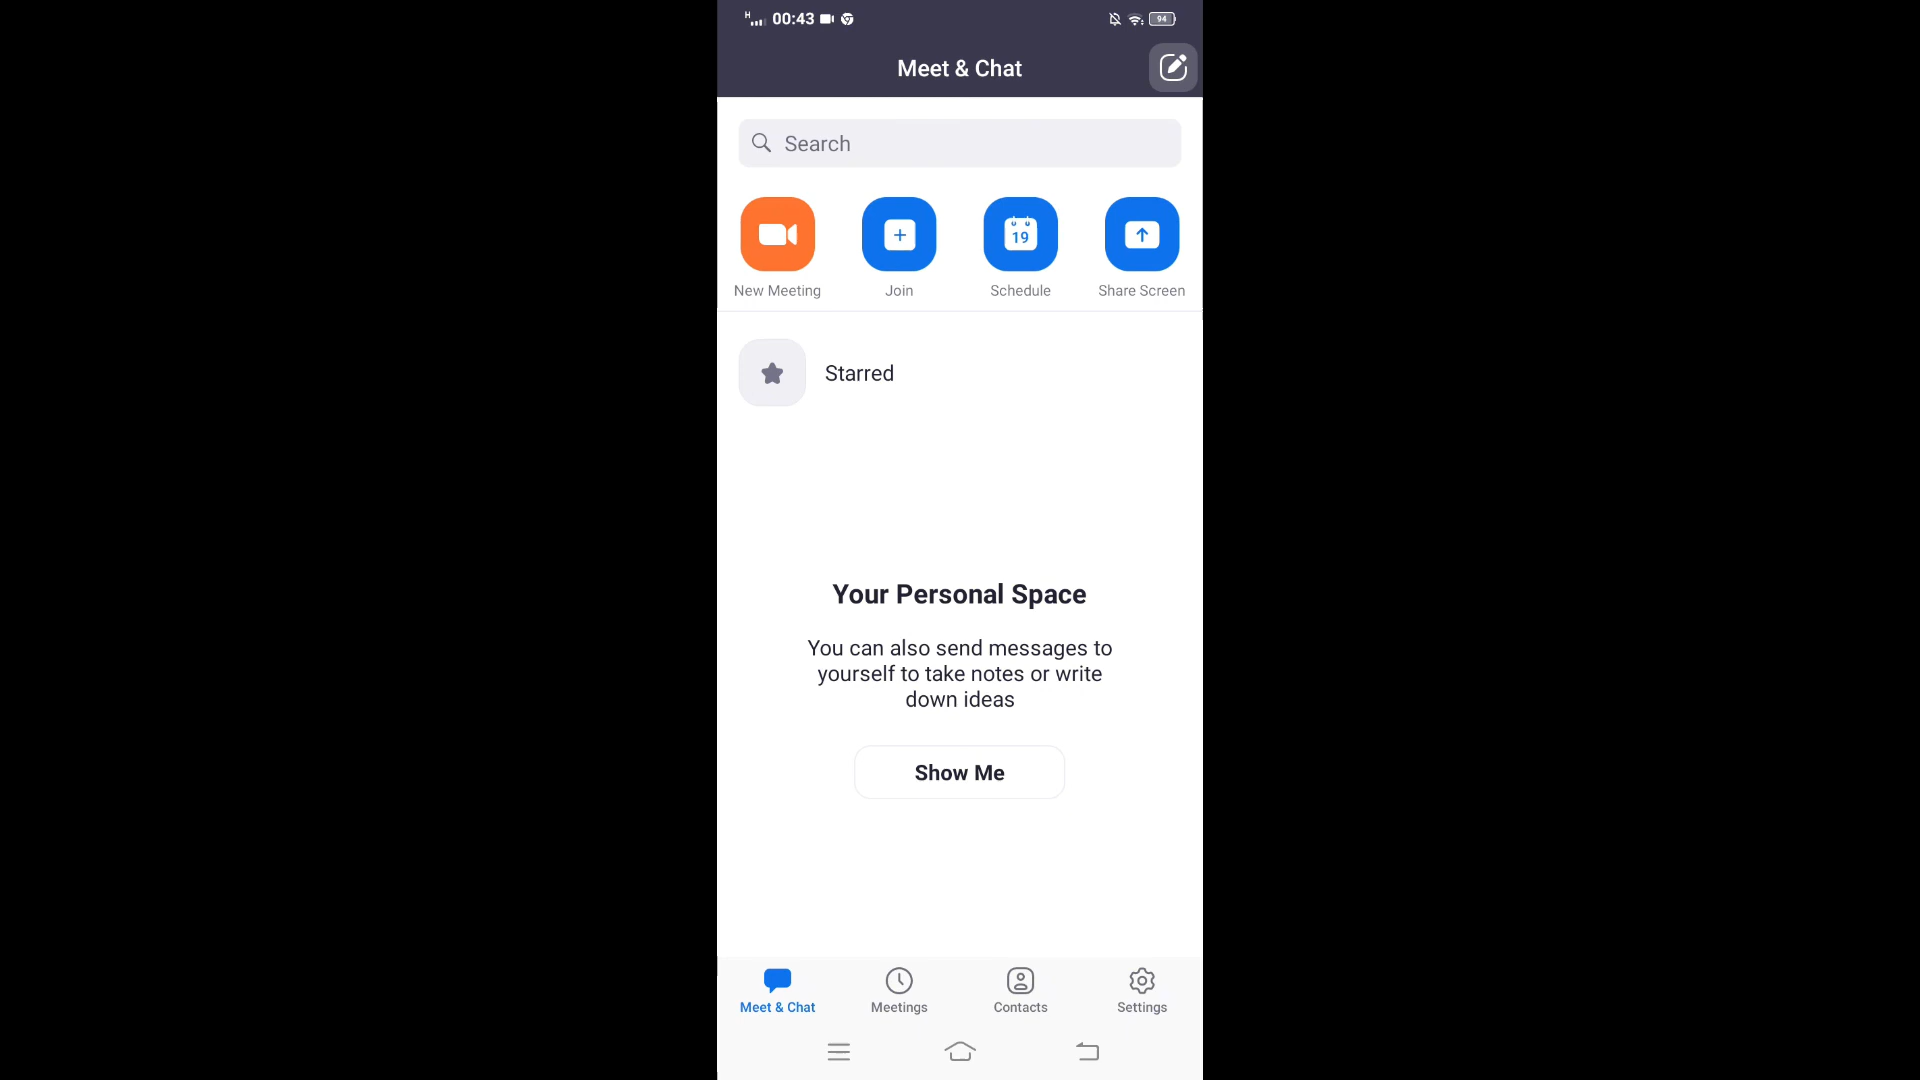 H 00:43 94
Meet & Chat
Search
19
New Meeting Join Schedule Share Screen
Starred
Your Personal Space
You can also send messages to
yourself to take notes or write
down ideas
Show Me
Meet & Chat Meetings Contacts Settings